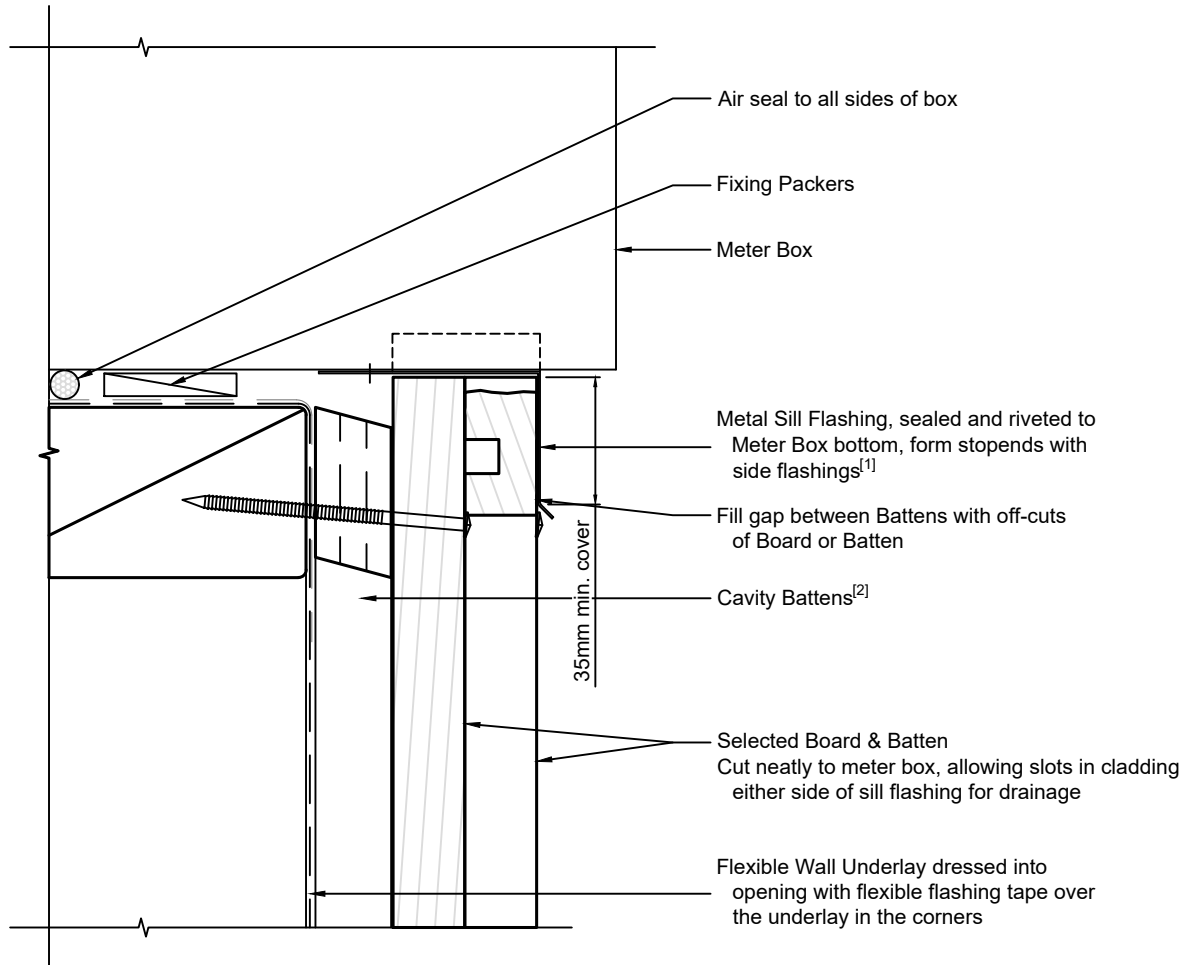 Air seal to all sides of box
Fixing Packers
Meter Box
Metal Sill Flashing, sealed and riveted to
Meter Box bottom, form stopends with
side flashings[1]
Fill gap between Battens with off-cuts
of Board or Batten
Cavity Battens[2]
35mm min. cover
Selected Board & Batten
Cut neatly to meter box, allowing slots in cladding
either side of sill flashing for drainage
Flexible Wall Underlay dressed into
opening with flexible flashing tape over
the underlay in the corners